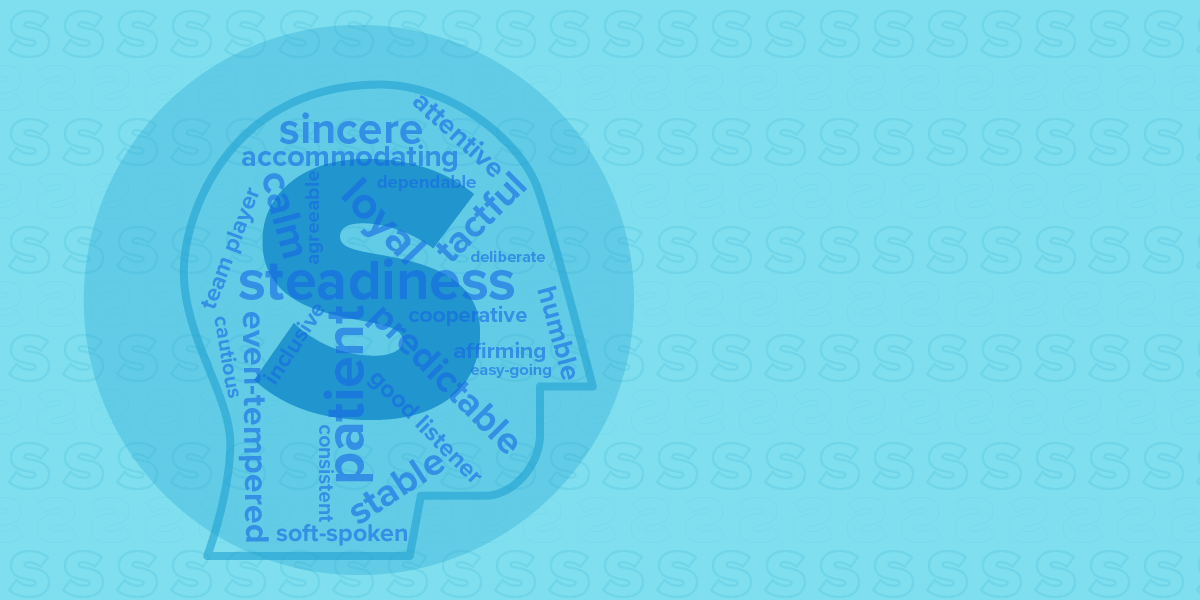 attentive
sincere
accommodating
dependable
calm
agreeable
loyal
tactful
team player
deliberate
steadiness
humble
cooperative
cautious
even-tempered
inclusive
patient
predictable
affirming
easy-going
good listener
consistent
stable
soft-spoken
S